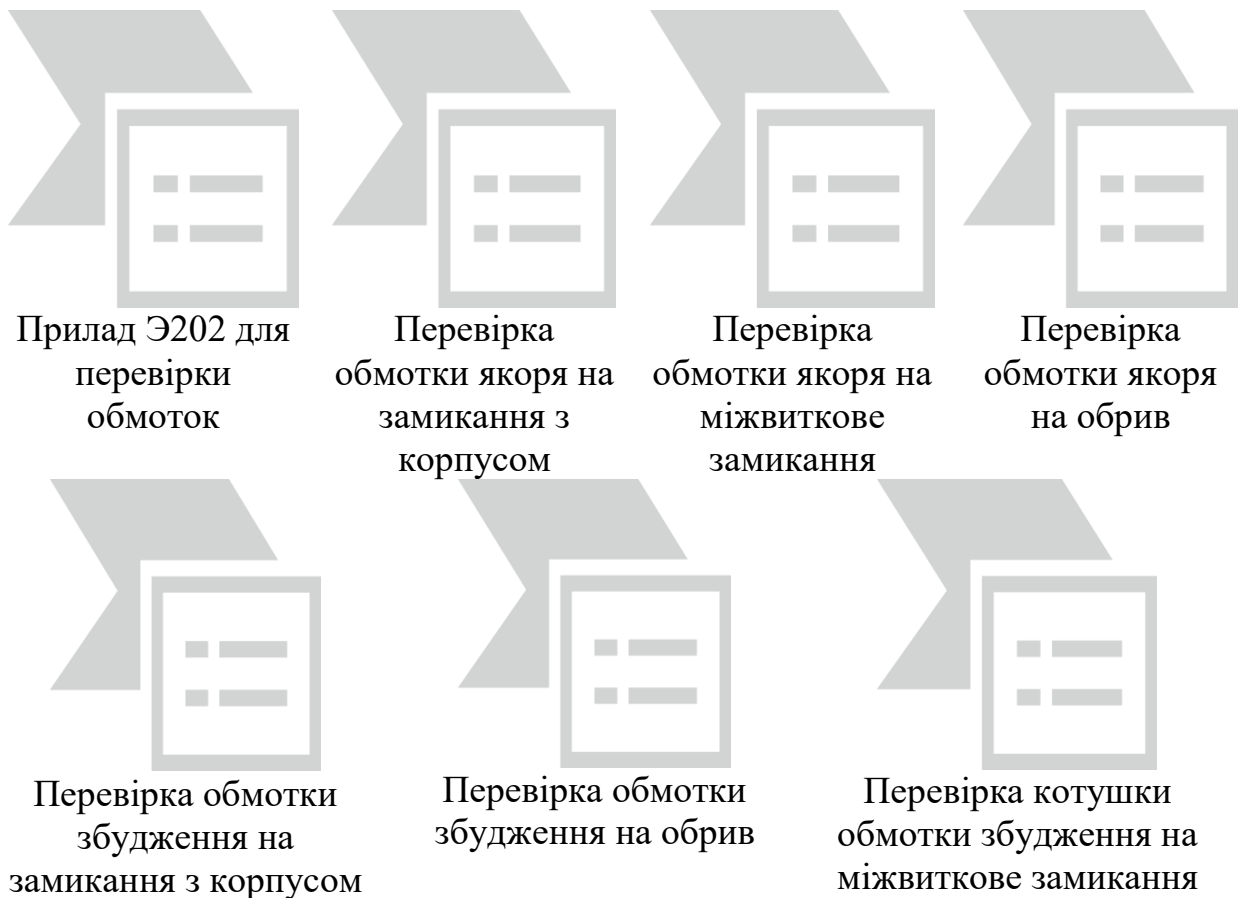 Прилад Э202 для
перевірки
обмоток
Перевірка
обмотки якоря на
замикання з
корпусом
Перевірка
обмотки якоря на
міжвиткове
замикання
Перевірка
обмотки якоря
на обрив
Перевірка обмотки
збудження на
замикання з корпусом
Перевірка обмотки
збудження на обрив
Перевірка котушки
обмотки збудження на
міжвиткове замикання